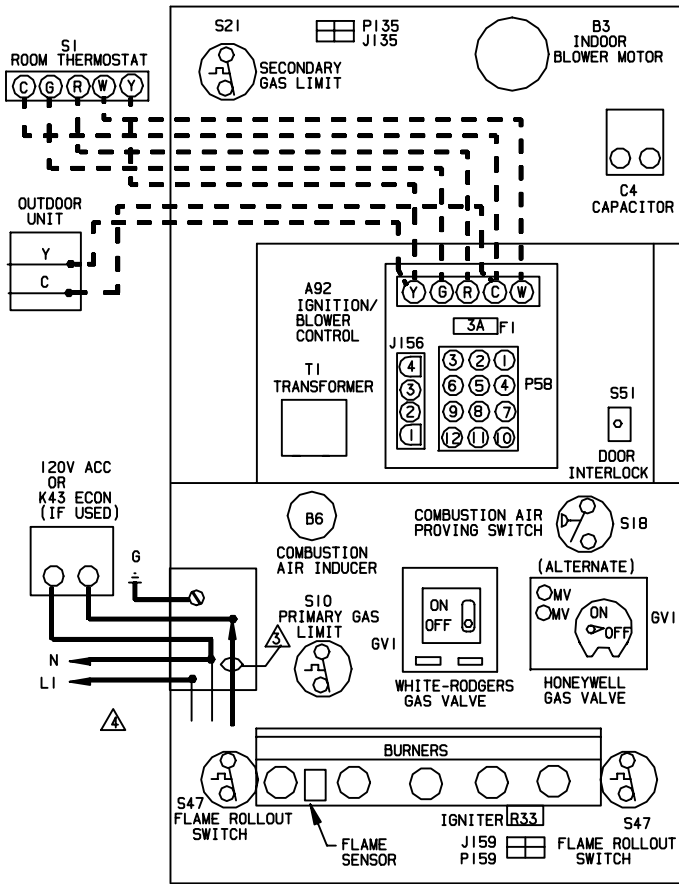 S21
P135
J135
B3
INDOOR
BLOWER MOTOR
S1
ROOM THERMOSTAT
C G R W Y
SECONDARY
GAS LIMIT
C4
CAPACITOR
OUTDOOR
UNIT
Y
C
A92
IGNITION/
BLOWER
CONTROL
Y G R C W
3A F1
J156
4
3
2
1
3 2 1
6 5 4
9 8 7
12 11 10
P58
T1
TRANSFORMER
S51
DOOR
INTERLOCK
120V ACC
OR
K43 ECON
(IF USED)
G
N
L1
4
3
B6
COMBUSTION
AIR INDUCER
COMBUSTION AIR
PROVING SWITCH
S18
S10
PRIMARY GAS
LIMIT
GV1
ON
OFF
WHITE-RODGERS
GAS VALVE
(ALTERNATE)
MV
MV
ON
OFF
GV1
HONEYWELL
GAS VALVE
BURNERS
S47
FLAME ROLLOUT
SWITCH
FLAME
SENSOR
IGNITER R33
J159
P159
S47
FLAME ROLLOUT
SWITCH